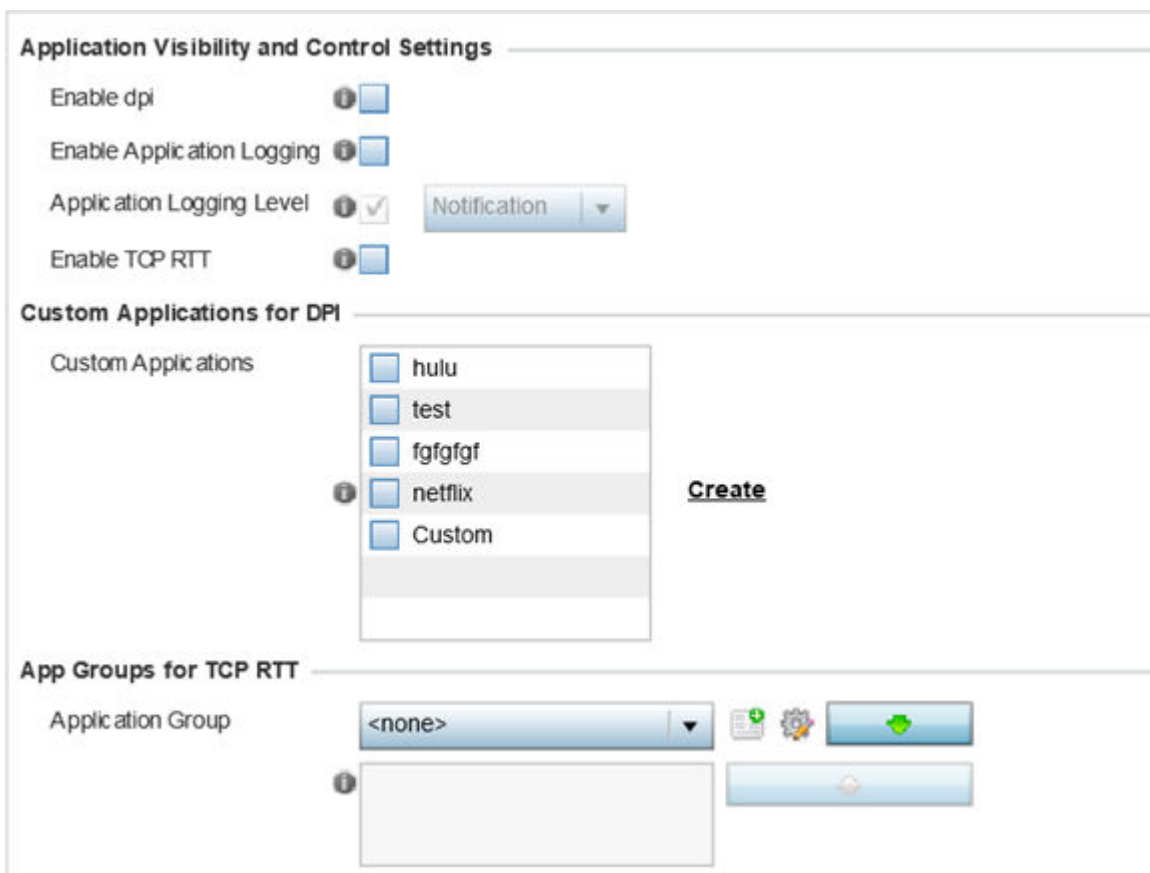 Application Visibility and Control Settings
Enable dpi
Enable Application Logging
Application Logging Level Notification
Enable TCP RTT
Custom Applications for DPI
Custom Applications
hulu
test
fgfgfgf
netflix
Create
Custom
App Groups for TCP RTT
Application Group <none>